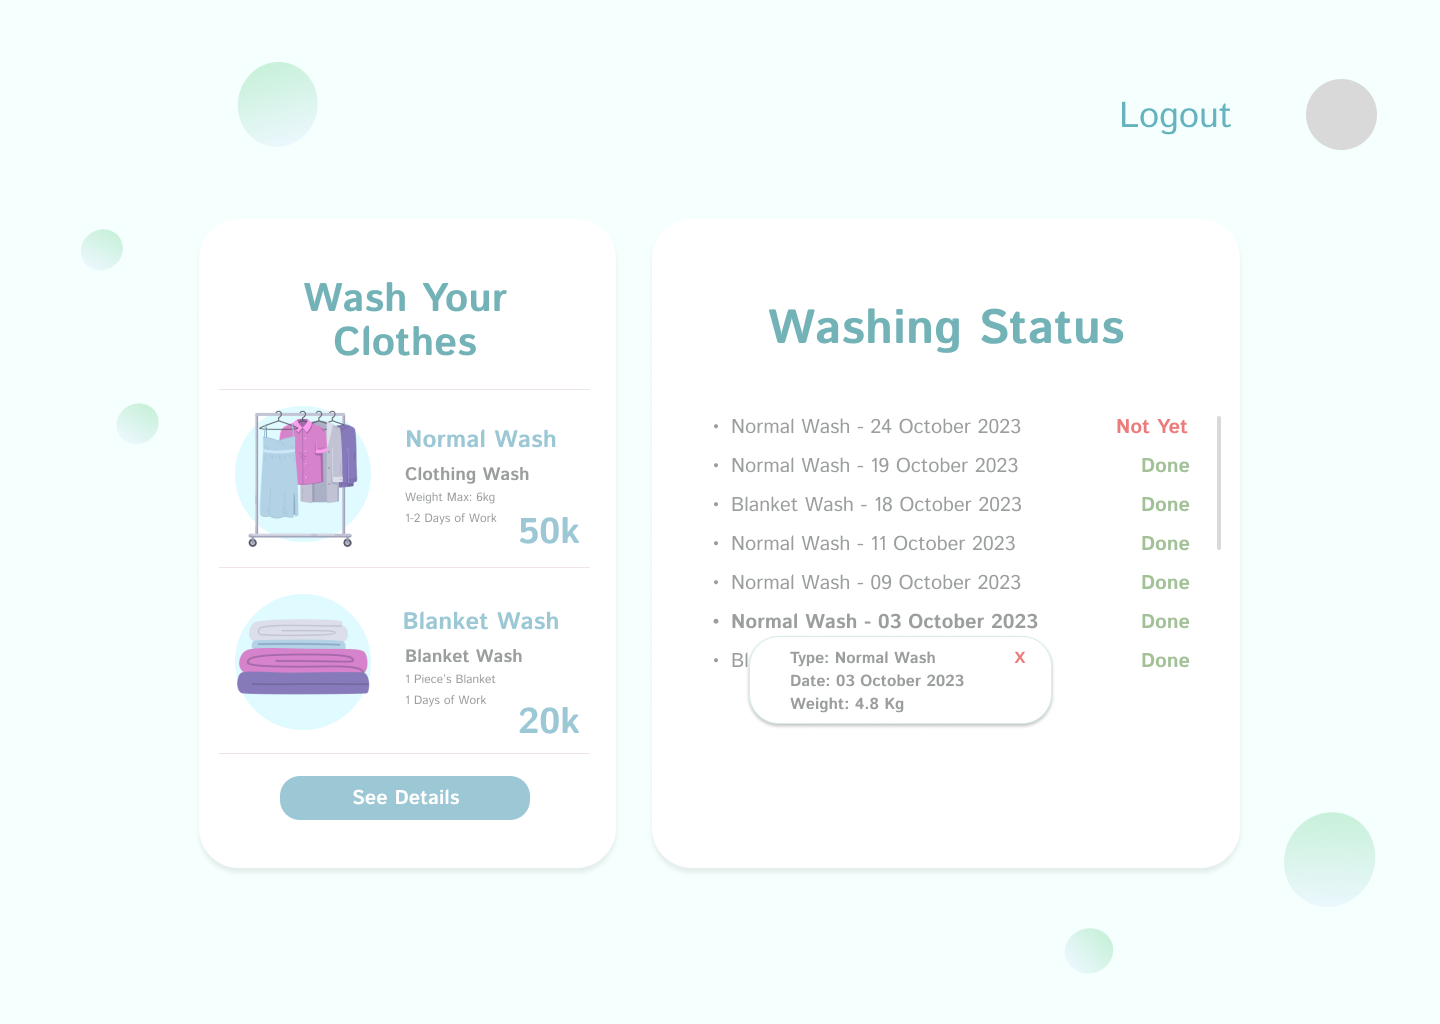 Logout
Wash Your
Clothes
Normal Wash
Clothing Wash
Weight Max: 6kg
1-2 Days of Work
50k
Blanket Wash
Blanket Wash
1 Piece's Blanket
1 Days of Work
20k
See Details
Washing Status
• Normal Wash - 24 October 2023 Not Yet
• Normal Wash - 19 October 2023 Done
• Blanket Wash - 18 October 2023 Done
• Normal Wash - 11 October 2023 Done
• Normal Wash - 09 October 2023 Done
• Normal Wash - 03 October 2023 Done
• Bl Done
Type: Normal Wash X
Date: 03 October 2023
Weight: 4.8 Kg